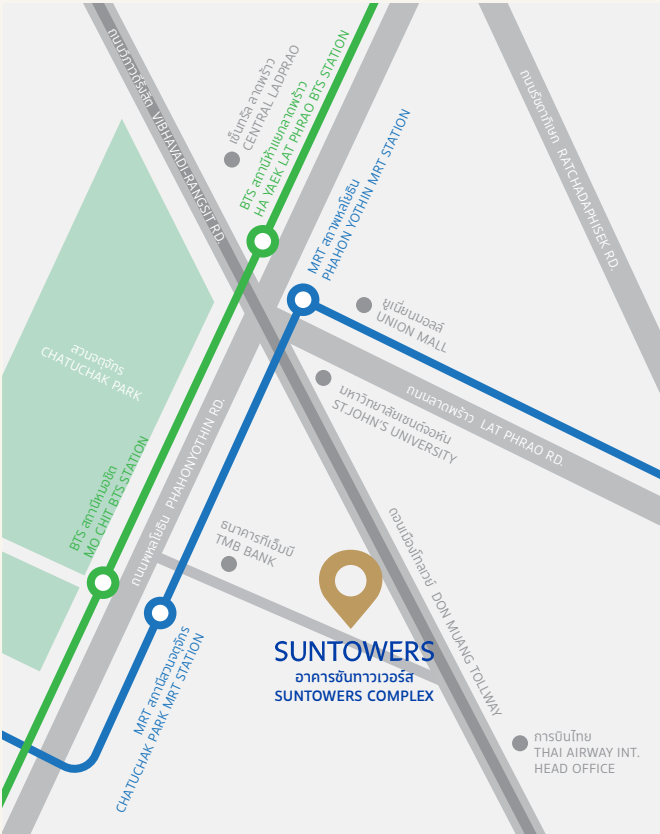 ถนนวิภาวดีรังสิต VIBHAVADI-RANGSIT RD.
เซ็นทรัล ลาดพร้าว
CENTRAL LADPRAO
BTS สถานีห้าแยกลาดพร้าว
HA YAEK LAT PHRAO BTS STATION
MRT สถาพหลโยธิน
PHAHON YOTHIN MRT STATION
ถนนรัชดาภิเษก RATCHADAPHISEK RD.
ยูเนี่ยนมอลล์
UNION MALL
สวนจตุจักร
CHATUCHAK PARK
มหาวิทยาลัยเซนต์จอห์น
ST.JOHN'S UNIVERSITY
ถนนลาดพร้าว LAT PHRAO RD.
BTS สถานีหมอชิต
MO CHIT BTS STATION
ถนนพหลโยธิน PHAHONYOTHIN RD.
ธนาคารทีเอ็มบี
TMB BANK
ดอนเมืองโทลเวย์ DON MUANG TOLLWAY
SUNTOWERS
อาคารซันทาวเวอร์ส
SUNTOWERS COMPLEX
MRT สถานีสวนจตุจักร
CHATUCHAK PARK MRT STATION
การบินไทย
THAI AIRWAY INT.
HEAD OFFICE